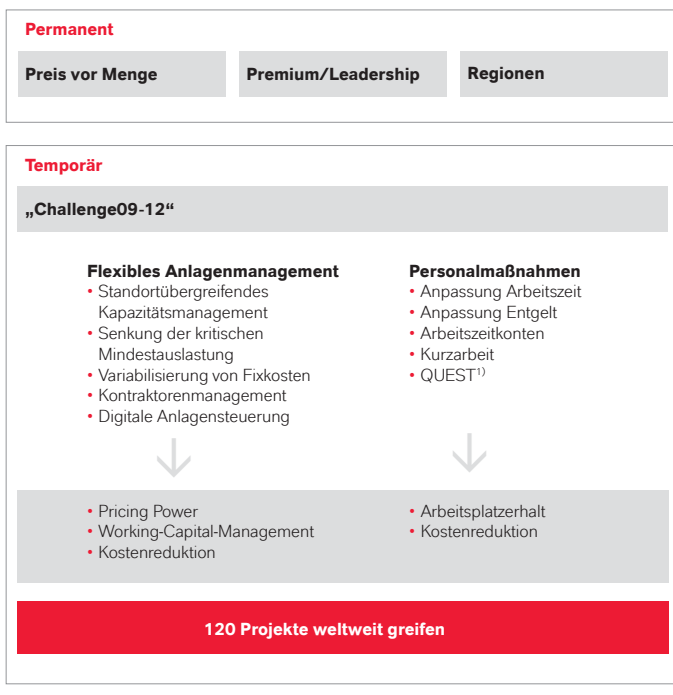 Permanent
Preis vor Menge
Premium/Leadership
Regionen
Temporär
„Challenge09-12“
Flexibles Anlagenmanagement
• Standortübergreifendes
Kapazitätsmanagement
• Senkung der kritischen
Mindestauslastung
• Variabilisierung von Fixkosten
• Kontraktorenmanagement
• Digitale Anlagensteuerung
Personalmaßnahmen
• Anpassung Arbeitszeit
• Anpassung Entgelt
• Arbeitszeitkonten
• Kurzarbeit
• QUEST1)
• Pricing Power
• Working-Capital-Management
• Kostenreduktion
• Arbeitsplatzerhalt
• Kostenreduktion
120 Projekte weltweit greifen